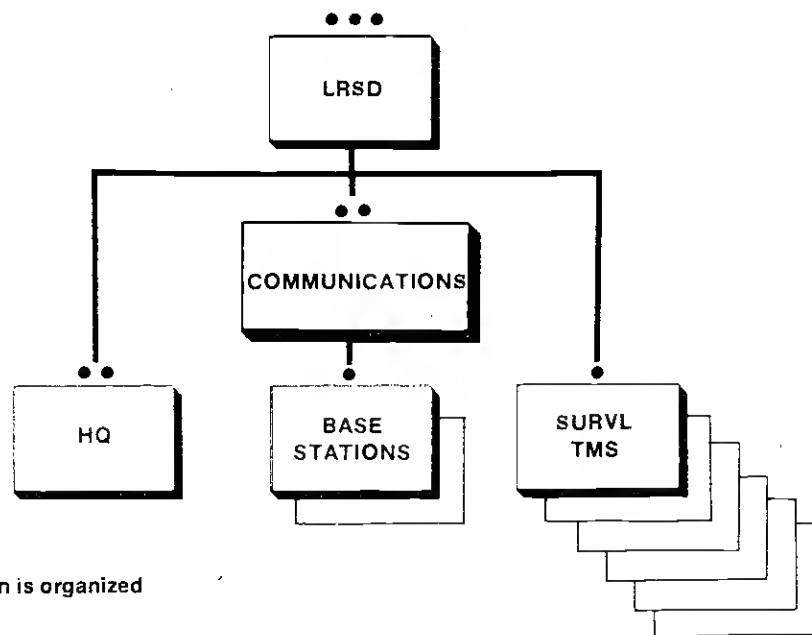 LRSD
COMMUNICATIONS
HQ
BASE
STATIONS
SURVL
TMS
is organized